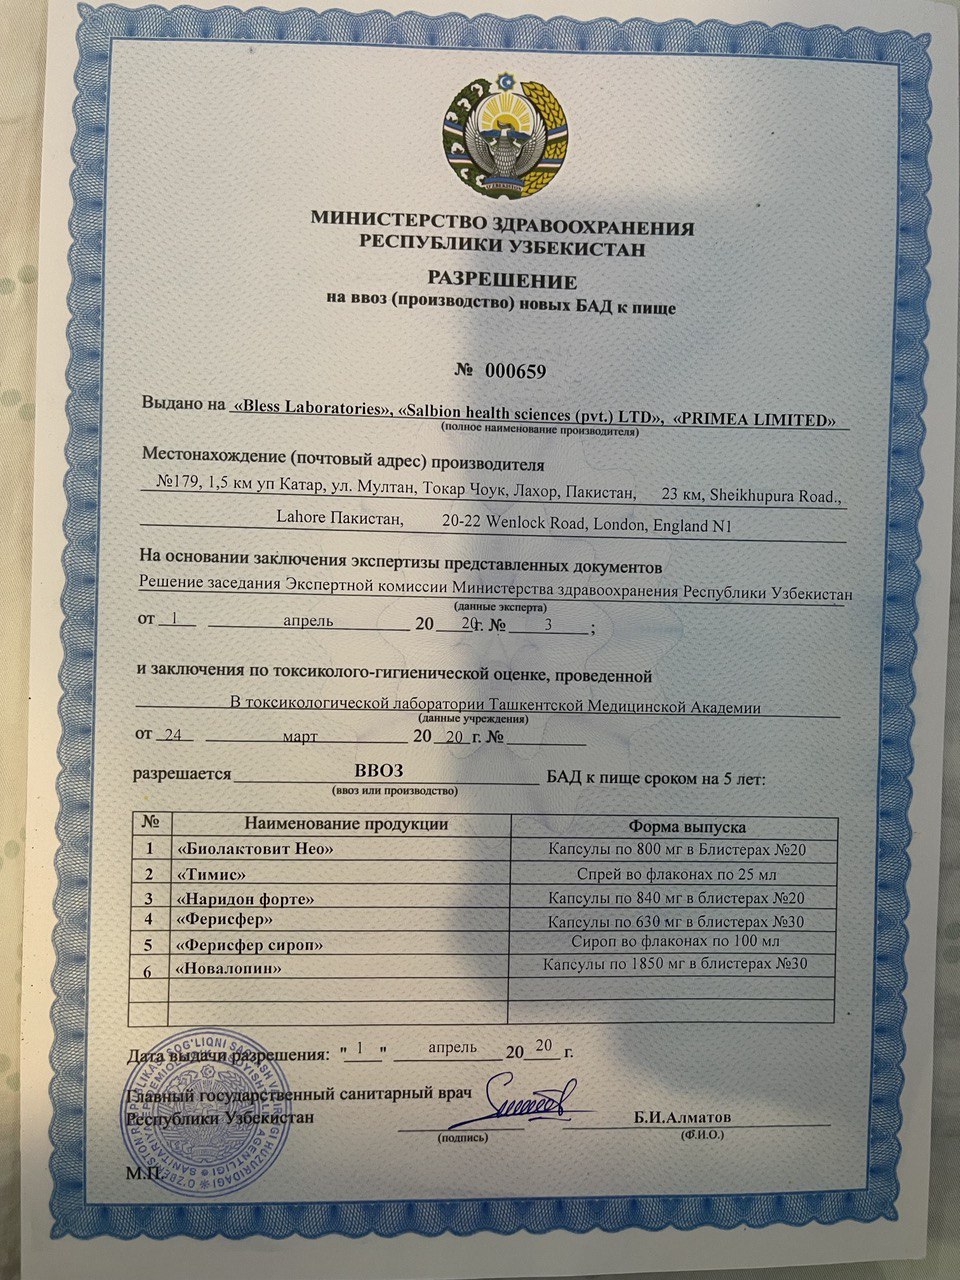 O'ZBEKISTON
МИНИСТЕРСТВО ЗДРАВООХРАНЕНИЯ
РЕСПУБЛИКИ УЗБЕКИСТАН
РАЗРЕШЕНИЕ
на ввоз (производство) новых БАД к пище
№ 000659
Выдано на «Bless Laboratories», «Salbion health sciences (pvt.) LTD», «PRIMEA LIMITED»
(полное наименование производителя)
Местонахождение (почтовый адрес) производителя
№179, 1,5 км уп Катар, ул. Мултан, Токар Чоук, Лахор, Пакистан, 23 км, Sheikhupura Road.,
Lahore Пакистан, 20-22 Wenlock Road, London, England N1
На основании заключения экспертизы представленных документов
Решение заседания Экспертной комиссии Министерства здравоохранения Республики Узбекистан
(данные эксперта)
от 1 апрель 20 20г. № 3 ;
и заключения по токсиколого-гигиенической оценке, проведенной
В токсикологической лаборатории Ташкентской Медицинской Академии
(данные учреждения)
от 24 март 20 20 г. №
разрешается ВВОЗ БАД к пище сроком на 5 лет:
(ввоз или производство)
№ Наименование продукции Форма выпуска
1 «Биолактовит Нео» Капсулы по 800 мг в Блистерах №20
2 «Тимис» Спрей во флаконах по 25 мл
3 «Наридон форте» Капсулы по 840 мг в блистерах №20
4 «Ферисфер» Капсулы по 630 мг в блистерах №30
5 «Ферисфер сироп» Сироп во флаконах по 100 мл
6 «Новалопин» Капсулы по 1850 мг в блистерах №30
Дата выдачи разрешения: " 1 " апрель 20 20 г.
Главный государственный санитарный врач
Республики Узбекистан Б.И.Алматов
(подпись) (Ф.И.О.)
М.П.